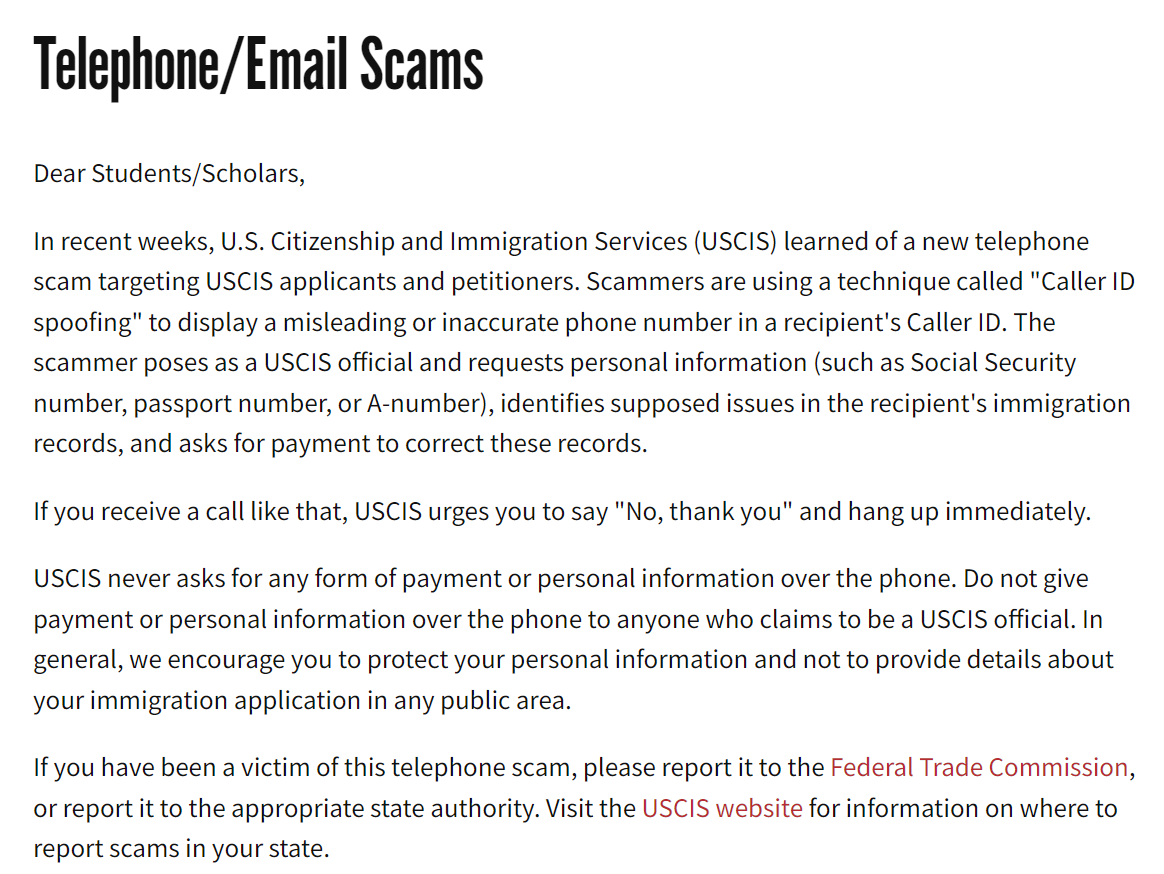 Telephone/Email Scams
Dear Students/Scholars,
In recent weeks, U.S. Citizenship and Immigration Services (USCIS) learned of a new telephone
scam targeting USCIS applicants and petitioners. Scammers are using a technique called "Caller ID
spoofing" to display a misleading or inaccurate phone number in a recipient's Caller ID. The
scammer poses as a USCIS official and requests personal information (such as Social Security
number, passport number, or A-number), identifies supposed issues in the recipient's immigration
records, and asks for payment to correct these records.
If you receive a call like that, USCIS urges you to say "No, thank you" and hang up immediately.
USCIS never asks for any form of payment or personal information over the phone. Do not give
payment or personal information over the phone to anyone who claims to be a USCIS official. In
general, we encourage you to protect your personal information and not to provide details about
your immigration application in any public area.
If you have been a victim of this telephone scam, please report it to the Federal Trade Commission,
or report it to the appropriate state authority. Visit the USCIS website for information on where to
report scams in your state.